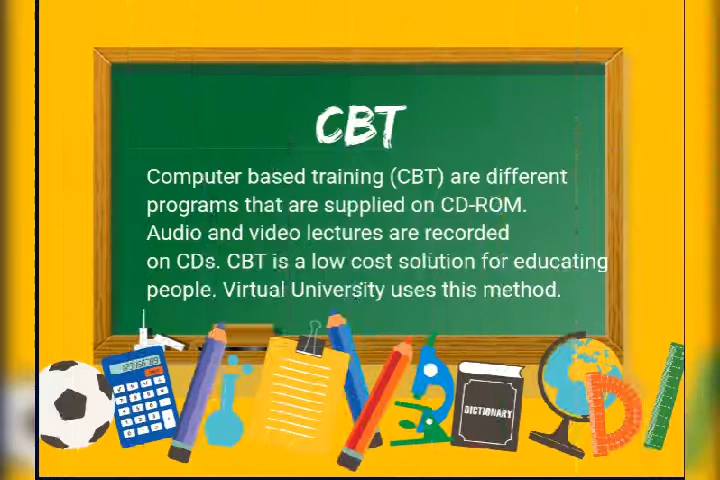 CBT
Computer based training (CBT) are different
programs that are supplied on CD-ROM.
Audio and video lectures are recorded
on CDs. CBT is a low cost solution for educating
people. Virtual University uses this method.
DICTIONARY